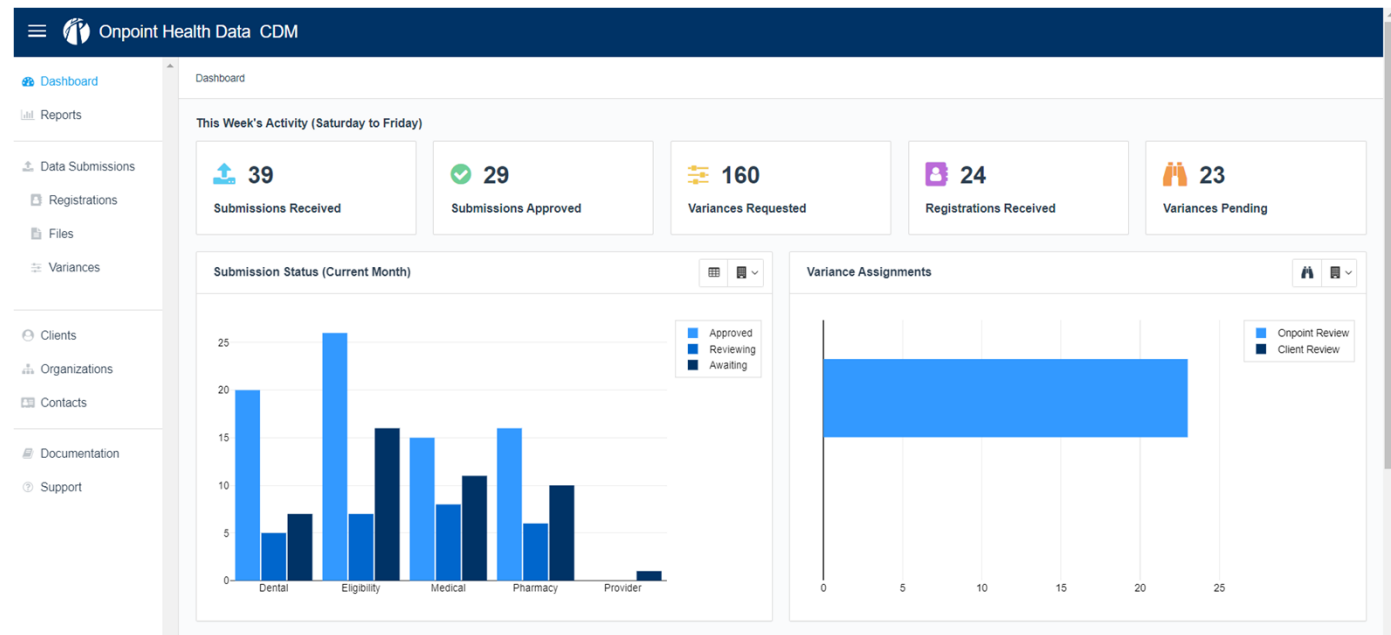 Onpoint Health Data CDM
Dashboard
Reports
Data Submissions
Registrations
Files
Variances
Clients
Organizations
Contacts
Documentation
Support
Dashboard
This Week's Activity (Saturday to Friday)
39
Submissions Received
29
Submissions Approved
160
Variances Requested
24
Registrations Received
23
Variances Pending
Submission Status (Current Month)
25
20
15
10
5
0
Dental Eligibility Medical Pharmacy Provider
Approved
Reviewing
Awaiting
Variance Assignments
Onpoint Review
Client Review
0 5 10 15 20 25